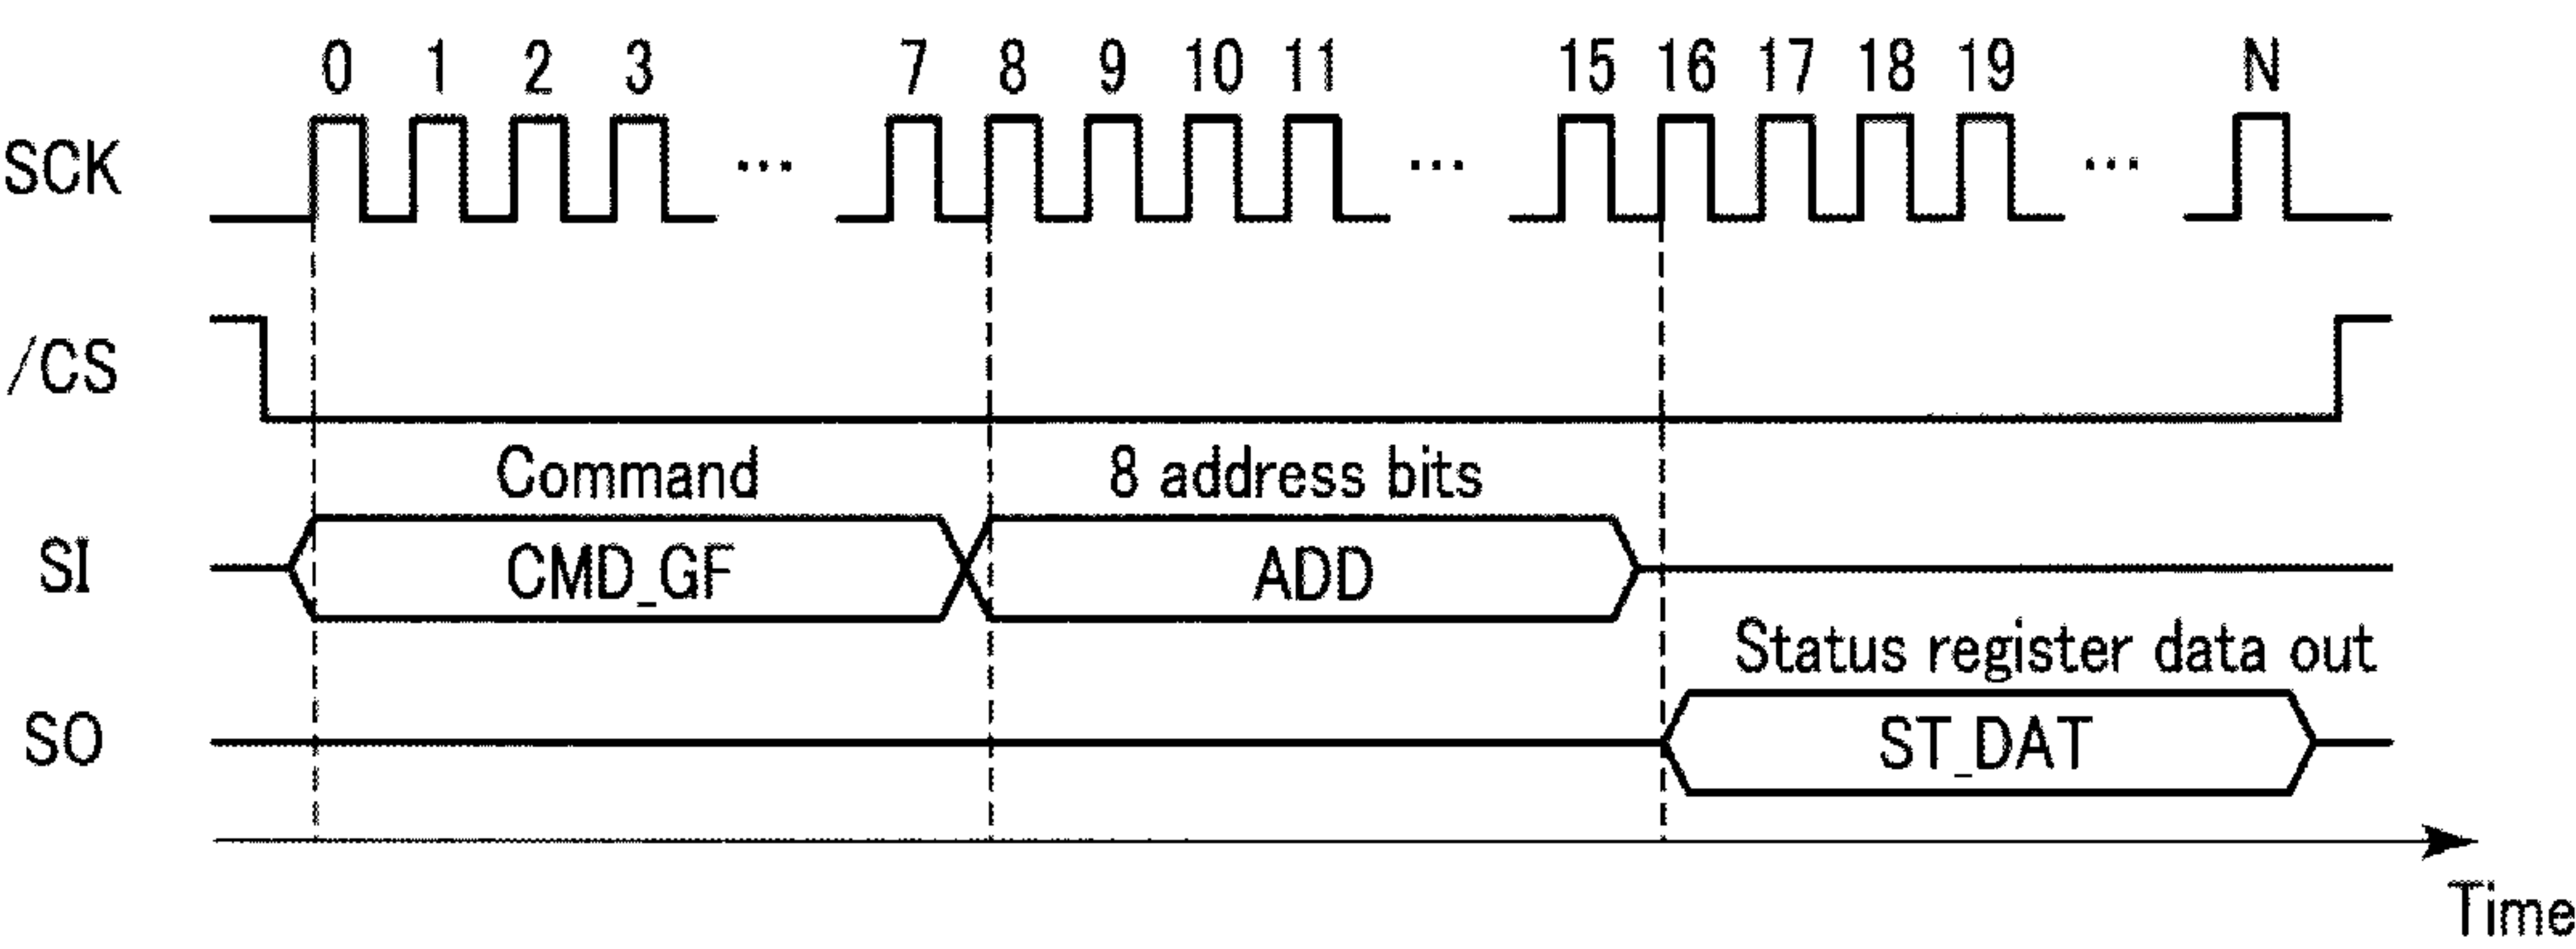 0 1 2 3 7 8 9 10 11 15 16 17 18 19 N
SCK ... ... ...
/CS
Command 8 address bits
SI CMD_GF ADD
Status register data out
SO ST_DAT
Time